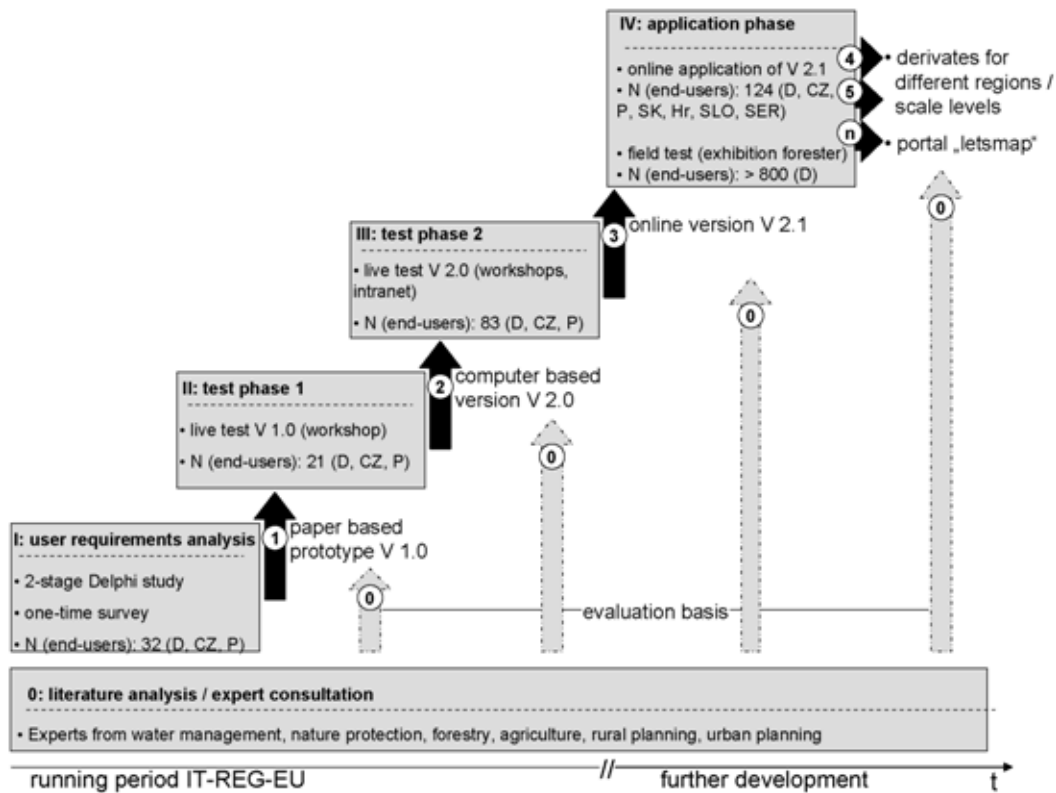 IV: application phase
• online application of V 2.1
• N (end-users): 124 (D, CZ,
P, SK, Hr, SLO, SER)
• field test (exhibition forester)
• N (end-users): > 800 (D)
4
5
n
• derivates for
different regions /
scale levels
• portal „letsmap“
0
3
online version V 2.1
III: test phase 2
• live test V 2.0 (workshops,
intranet)
• N (end-users): 83 (D, CZ, P)
0
2
computer based
version V 2.0
II: test phase 1
• live test V 1.0 (workshop)
• N (end-users): 21 (D, CZ, P)
0
1
paper based
prototype V 1.0
I: user requirements analysis
• 2-stage Delphi study
• one-time survey
• N (end-users): 32 (D, CZ, P)
0
evaluation basis
0: literature analysis / expert consultation
• Experts from water management, nature protection, forestry, agriculture, rural planning, urban planning
running period IT-REG-EU
//
further development
t